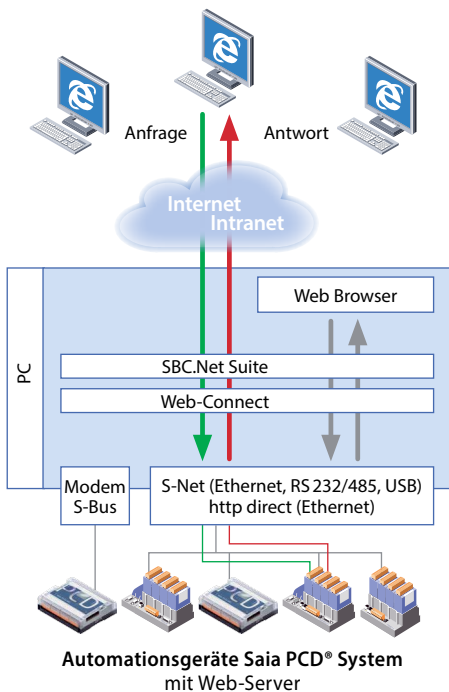 Anfrage
Antwort
Internet
Intranet
Web Browser
PC
SBC.Net Suite
Web-Connect
Modem
S-Bus
S-Net (Ethernet, RS 232/485, USB)
http direct (Ethernet)
Automationsgeräte Saia PCD® System
mit Web-Server